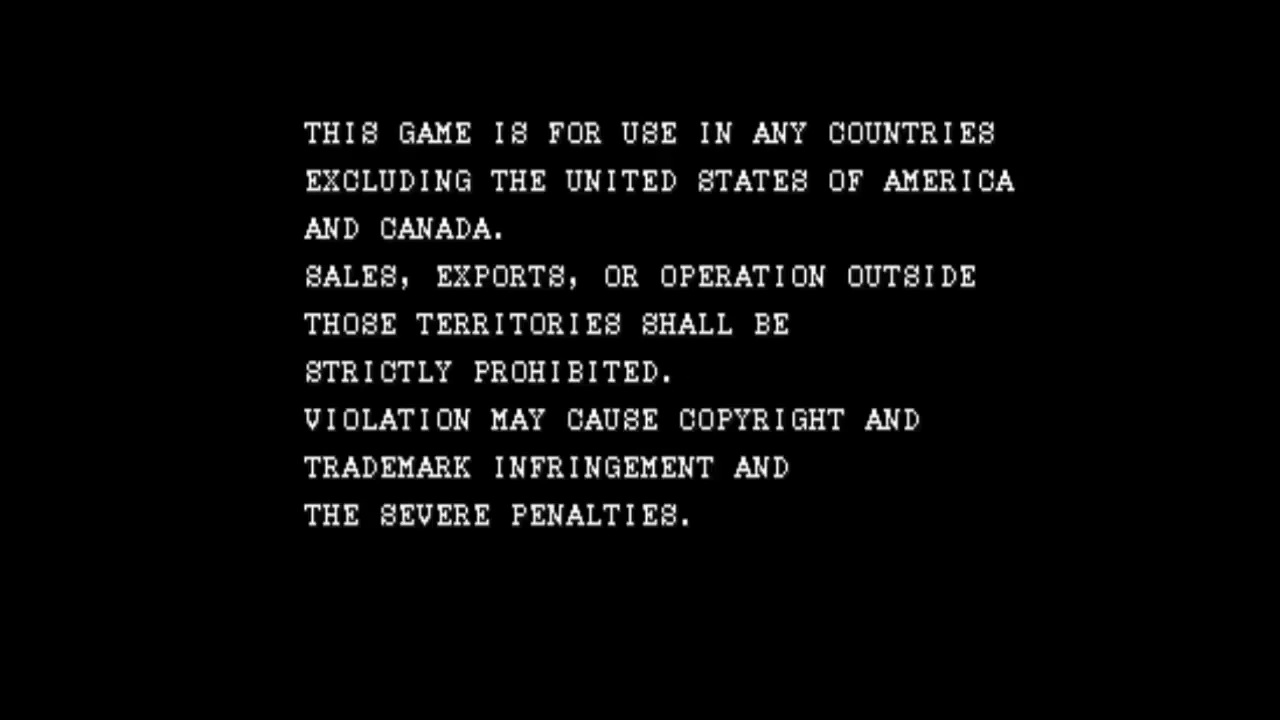 THIS GAME IS FOR USE IN ANY COUNTRIES
EXCLUDING THE UNITED STATES OF AMERICA
AND CANADA.
SALES, EXPORTS, OR OPERATION OUTSIDE
THOSE TERRITORIES SHALL BE
STRICTLY PROHIBITED.
VIOLATION MAY CAUSE COPYRIGHT AND
TRADEMARK INFRINGEMENT AND
THE SEVERE PENALTIES.